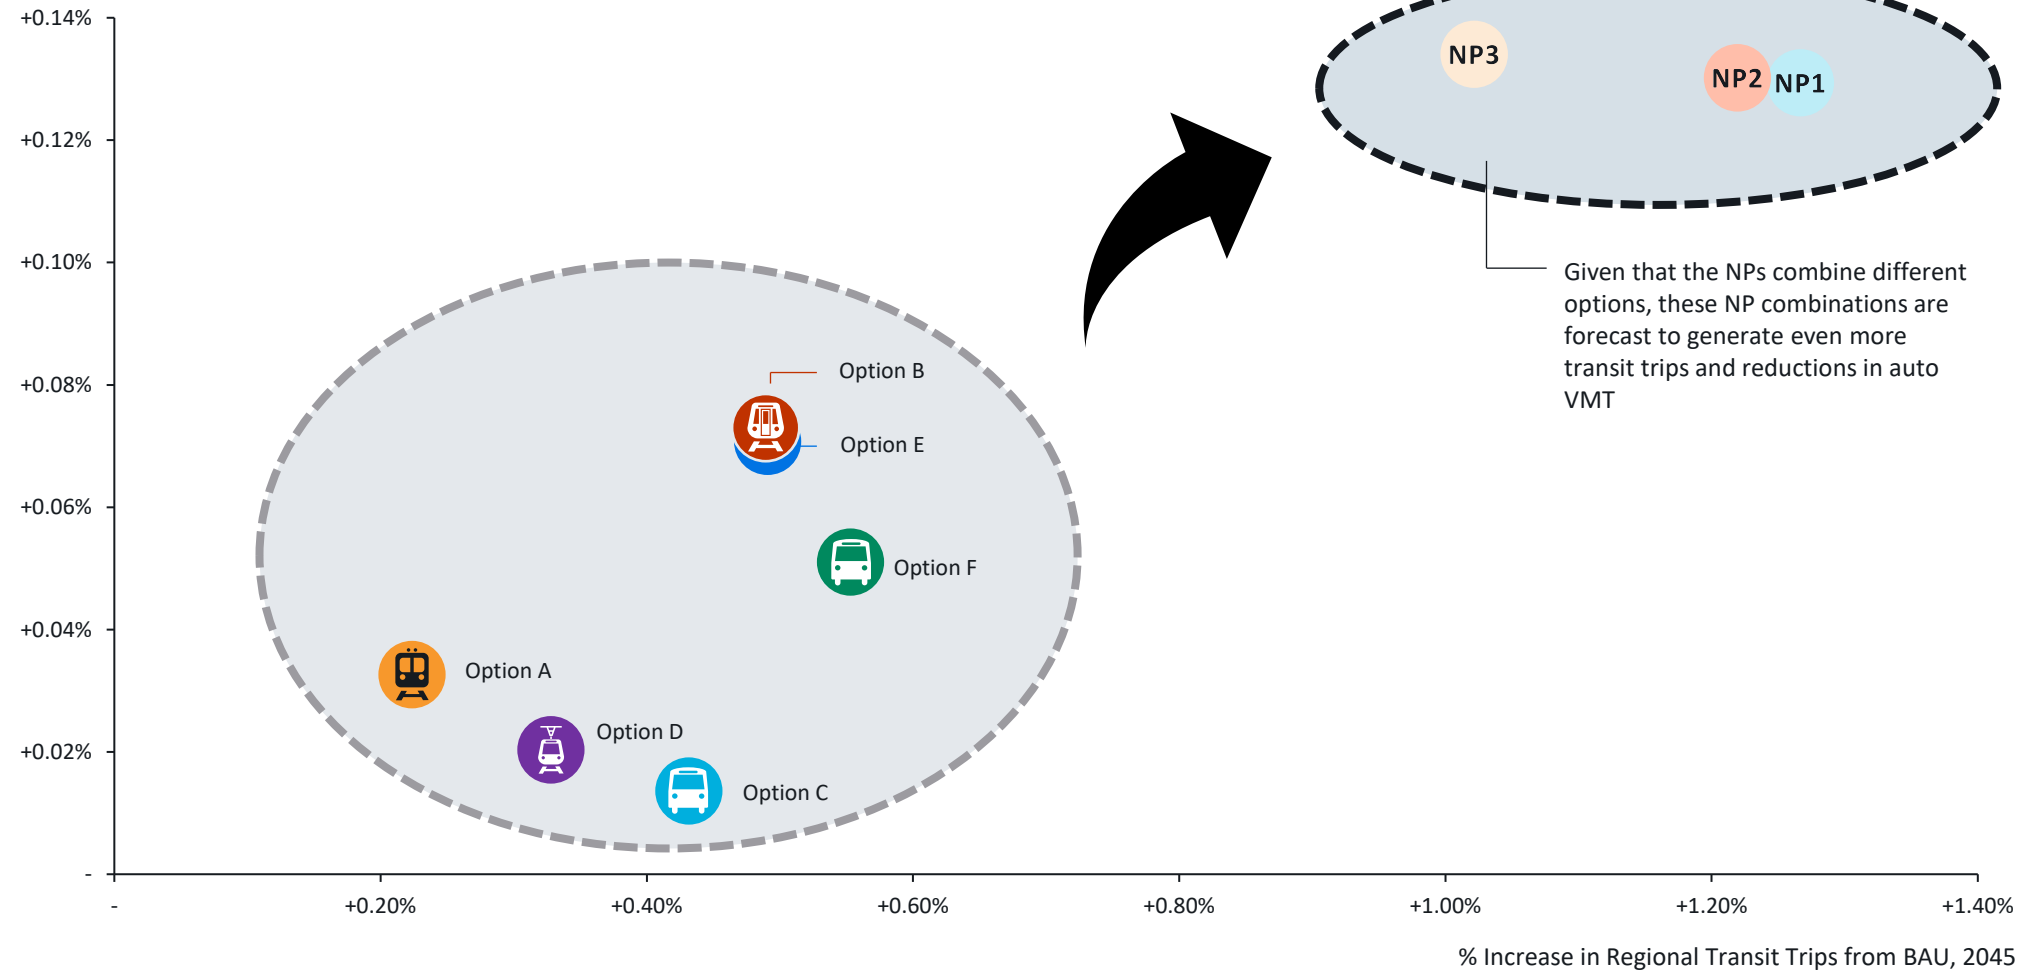 +0.14%
NP3
NP2
NP1
+0.12%
+0.10%
Given that the NPs combine different
options, these NP combinations are
forecast to generate even more
transit trips and reductions in auto
VMT
+0.08%
Option B
Option E
+0.06%
Option F
+0.04%
Option A
Option D
+0.02%
Option C
-
- +0.20% +0.40% +0.60% +0.80% +1.00% +1.20% +1.40%
% Increase in Regional Transit Trips from BAU, 2045